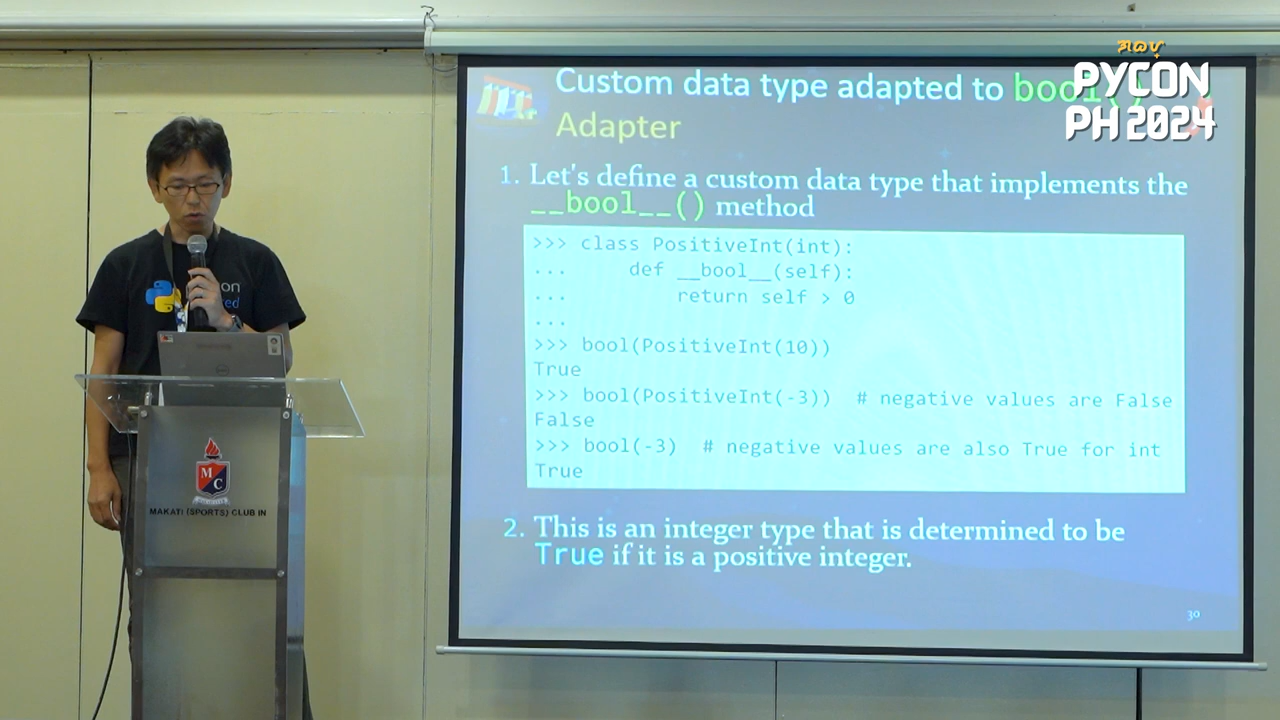 Custom data type adapted to bool()
Adapter
PYCON
PH 2024
1. Let's define a custom data type that implements the
__bool__() method
>>> class PositiveInt(int):
...     def __bool__(self):
...         return self > 0
...
>>> bool(PositiveInt(10))
True
>>> bool(PositiveInt(-3))  # negative values are False
False
>>> bool(-3)  # negative values are also True for int
True
2. This is an integer type that is determined to be
True if it is a positive integer.
30
on
ed
M
C
MAKATI (SPORTS) CLUB IN